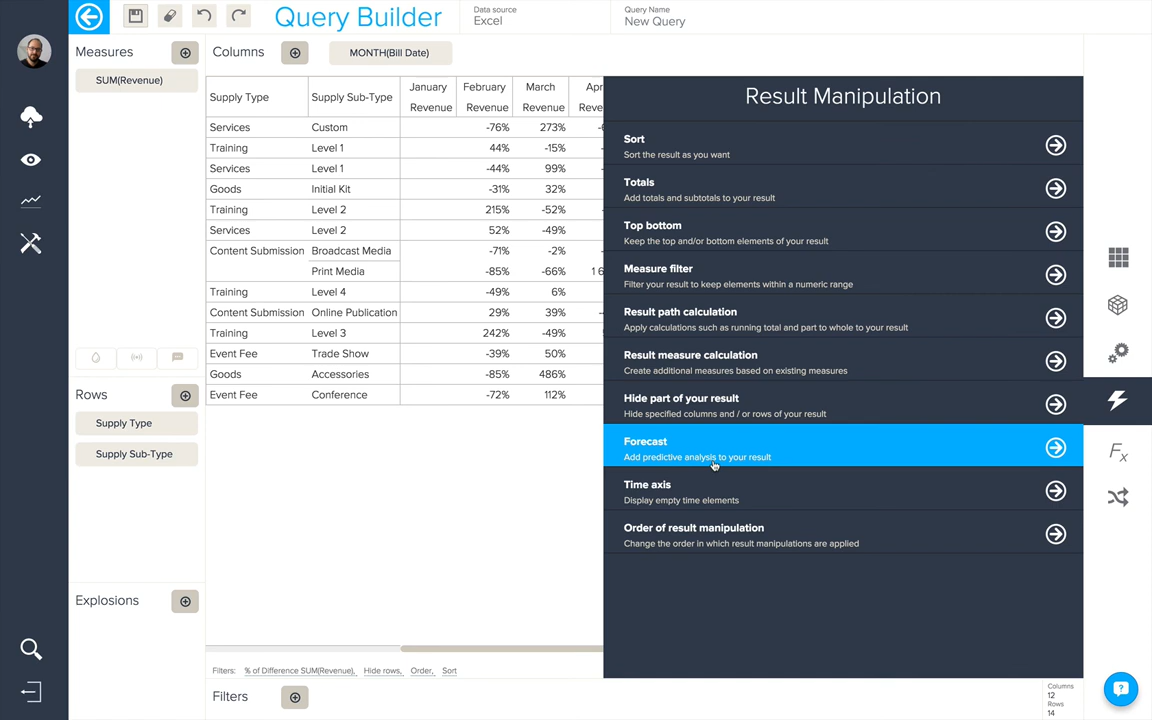 Query Builder
Data source
Excel
Query Name
New Query
Measures
SUM(Revenue)
Columns
MONTH(Bill Date)
Supply Type Supply Sub-Type January Revenue February Revenue March Revenue
Services Custom -76% 273%
Training Level 1 44% -15%
Services Level 1 -44% 99%
Goods Initial Kit -31% 32%
Training Level 2 215% -52%
Services Level 2 52% -49%
Content Submission Broadcast Media -71% -2%
Print Media -85% -66% 1 6
Training Level 4 -49% 6%
Content Submission Online Publication 29% 39%
Training Level 3 242% -49%
Event Fee Trade Show -39% 50%
Goods Accessories -85% 486%
Event Fee Conference -72% 112%
Rows
Supply Type
Supply Sub-Type
Explosions
Filters: % of Difference SUM(Revenue), Hide rows, Order, Sort
Filters
Result Manipulation
Sort
Sort the result as you want
Totals
Add totals and subtotals to your result
Top bottom
Keep the top and/or bottom elements of your result
Measure filter
Filter your result to keep elements within a numeric range
Result path calculation
Apply calculations such as running total and part to whole to your result
Result measure calculation
Create additional measures based on existing measures
Hide part of your result
Hide specified columns and / or rows of your result
Forecast
Add predictive analysis to your result
Time axis
Display empty time elements
Order of result manipulation
Change the order in which result manipulations are applied
Fx
Columns
12
Rows
14